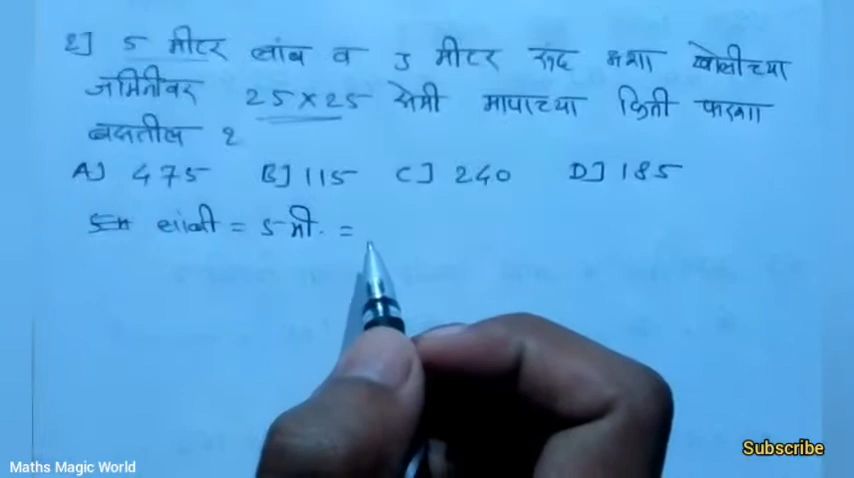 2] 5 मीटर लांब व 3 मीटर रुंद अशा खोलीच्या
जमिनीवर 25×25 सेमी मापाच्या किती फरशा
बसतील ?
A] 475 B] 115 C] 240 D] 185
लांबी = 5 मी. =
Subscribe
Maths Magic World